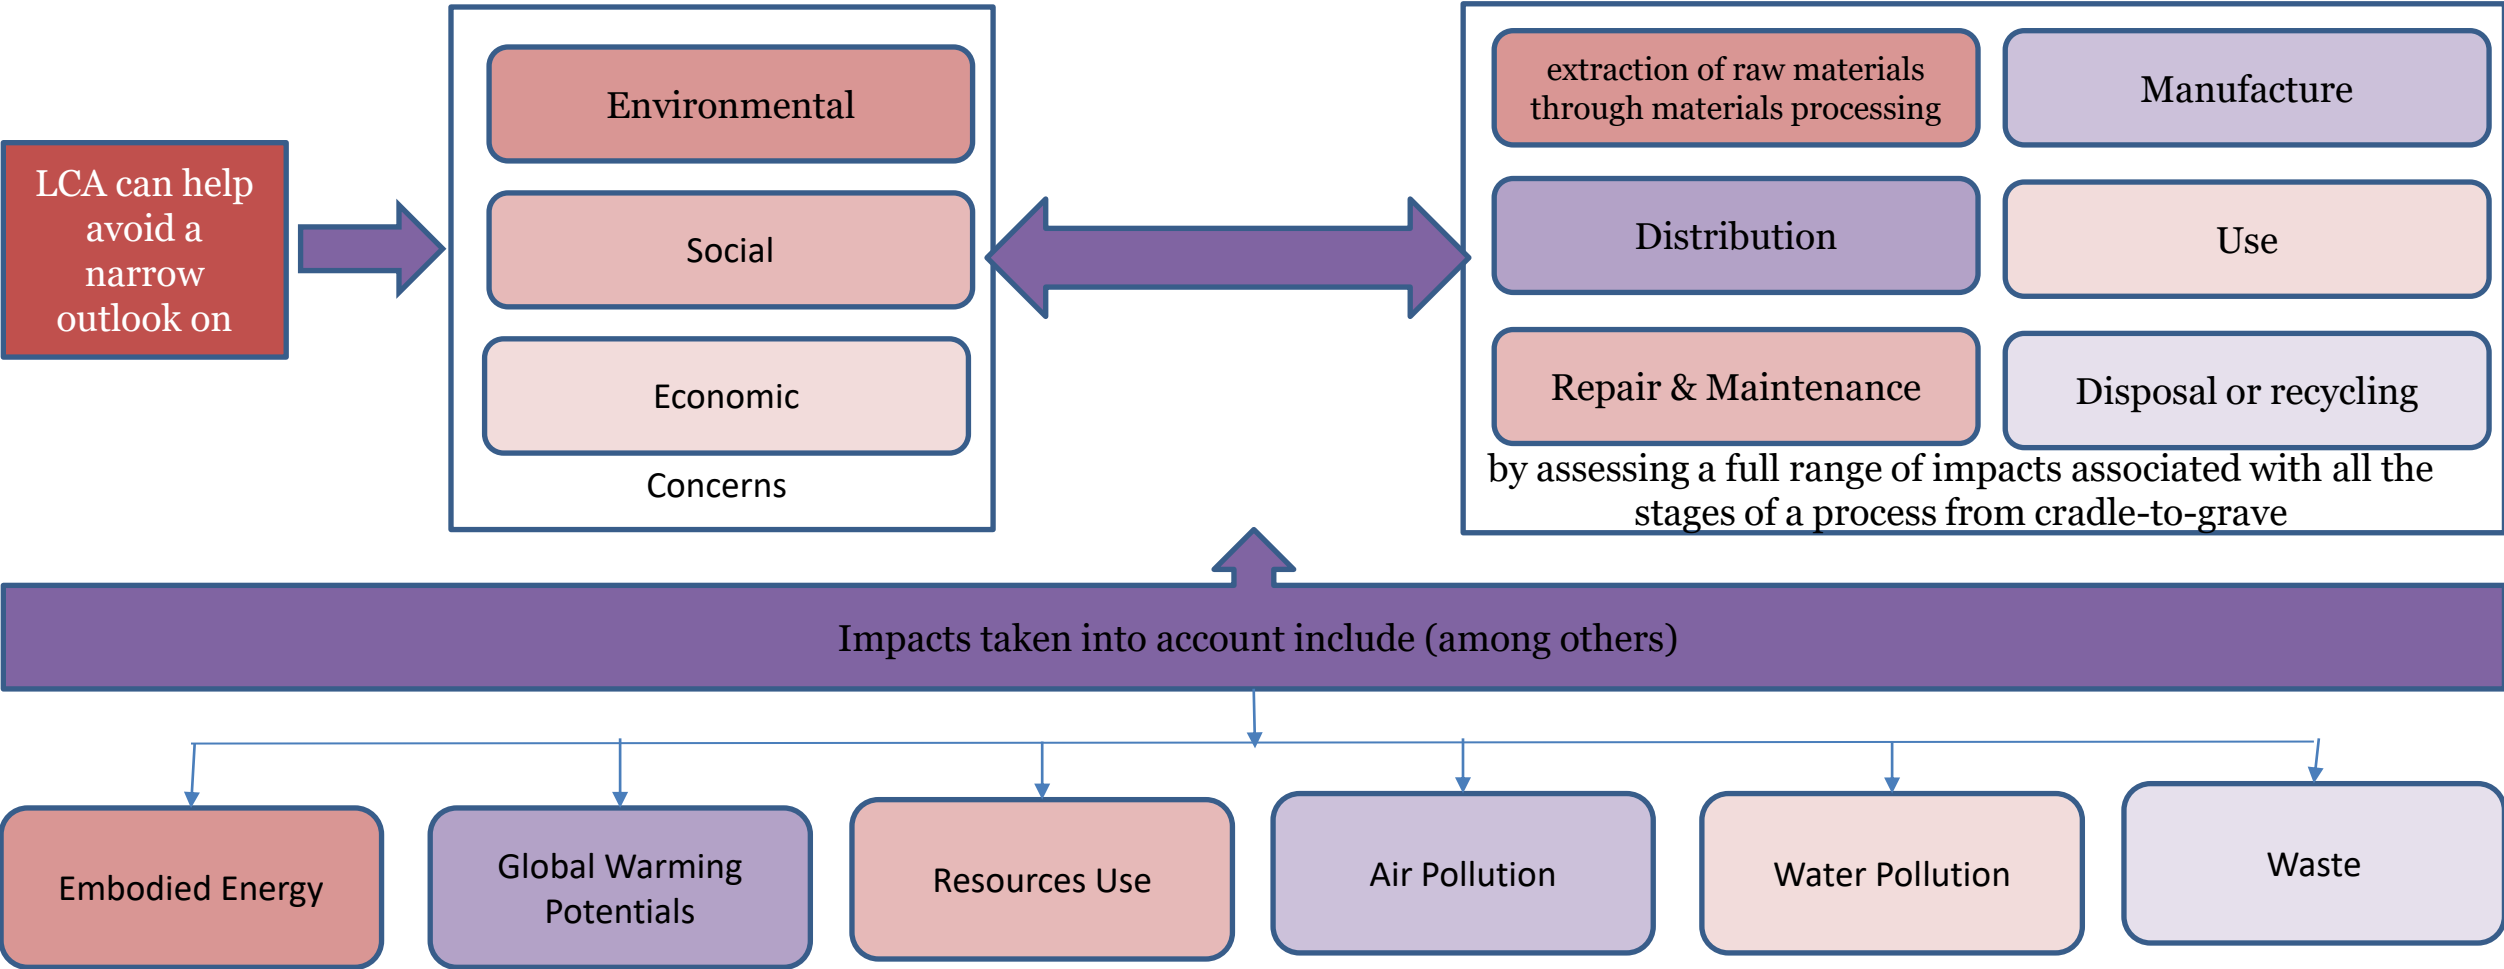 LCA can help
avoid a
narrow
outlook on
Environmental
Social
Economic
Concerns
extraction of raw materials
through materials processing
Manufacture
Distribution
Use
Repair & Maintenance
Disposal or recycling
by assessing a full range of impacts associated with all the
stages of a process from cradle-to-grave
Impacts taken into account include (among others)
Embodied Energy
Global Warming
Potentials
Resources Use
Air Pollution
Water Pollution
Waste